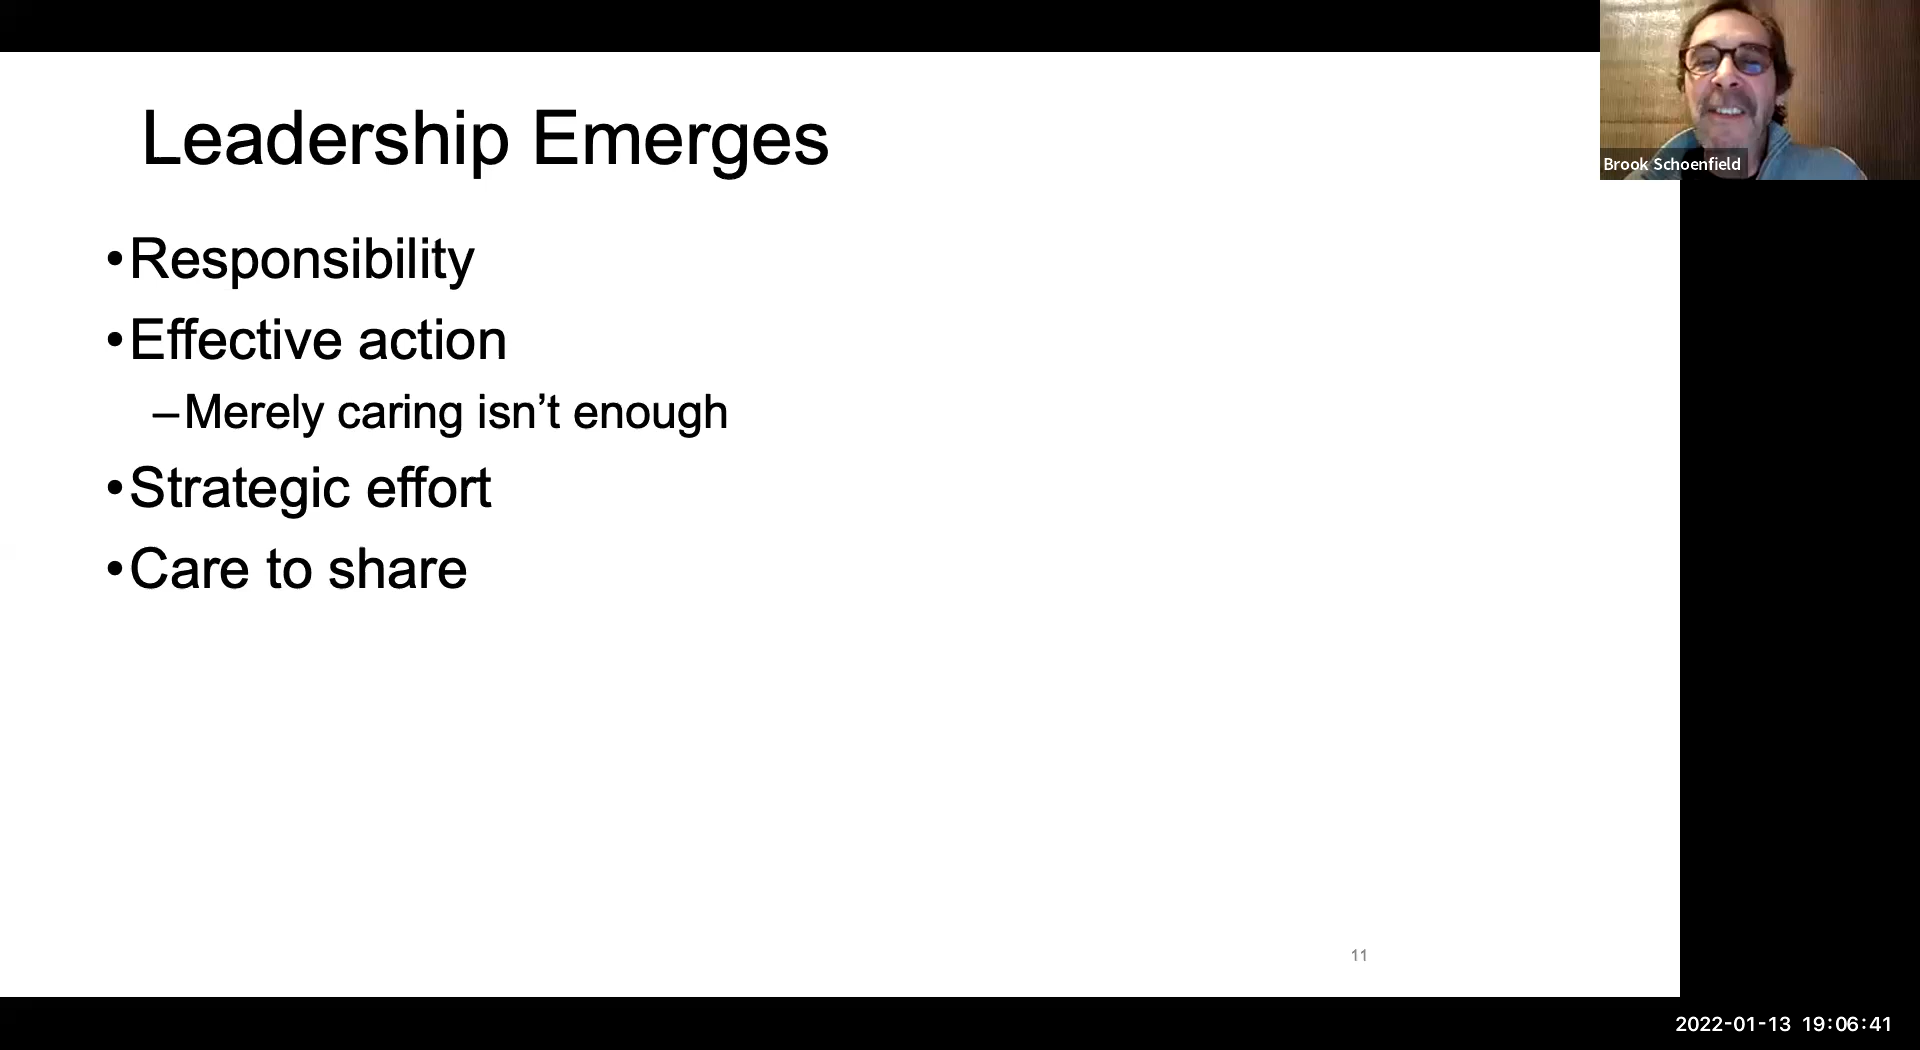 Leadership Emerges
•Responsibility
•Effective action
–Merely caring isn’t enough
•Strategic effort
•Care to share
11
Brook Schoenfield
2022-01-13 19:06:41